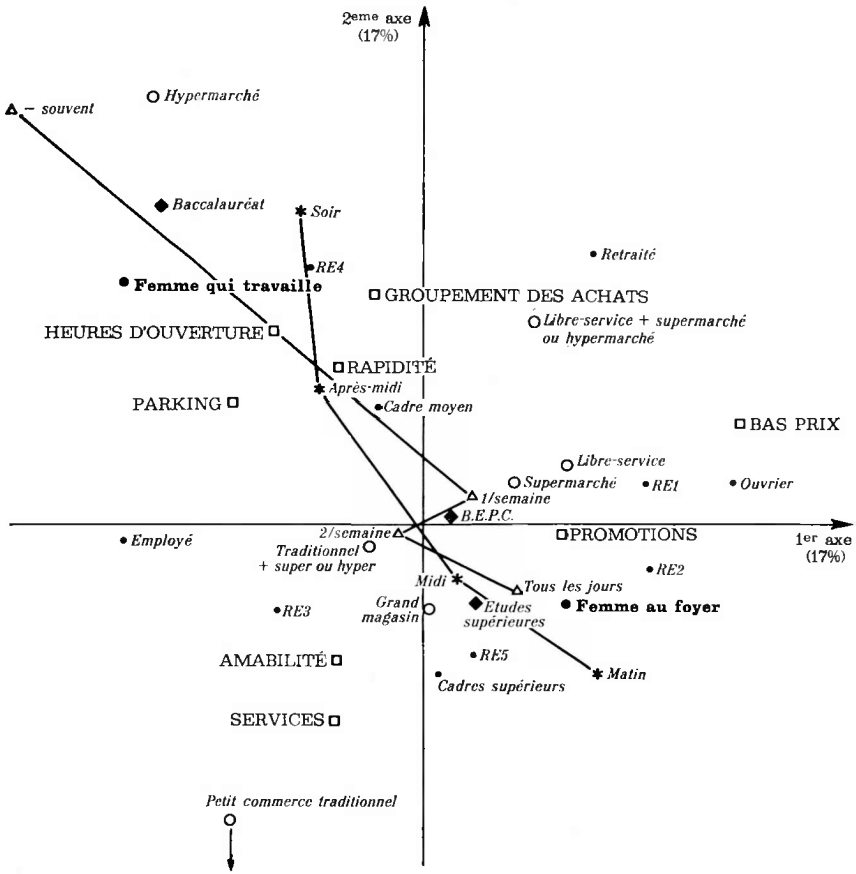 2eme axe
(17%)
Hypermarché
– souvent
Baccalauréat
Soir
Retraité
RE4
Femme qui travaille
GROUPEMENT DES ACHATS
Libre-service + supermarché
ou hypermarché
HEURES D'OUVERTURE
RAPIDITÉ
Après-midi
PARKING
Cadre moyen
BAS PRIX
Libre-service
Supermarché
RE1
Ouvrier
1/semaine
B.E.P.C.
2/semaine
PROMOTIONS
1er axe
(17%)
Employé
Traditionnel
+ super ou hyper
RE2
Midi
Tous les jours
RE3
Grand
magasin
Etudes
supérieures
Femme au foyer
RE5
AMABILITÉ
Cadres supérieurs
Matin
SERVICES
Petit commerce traditionnel